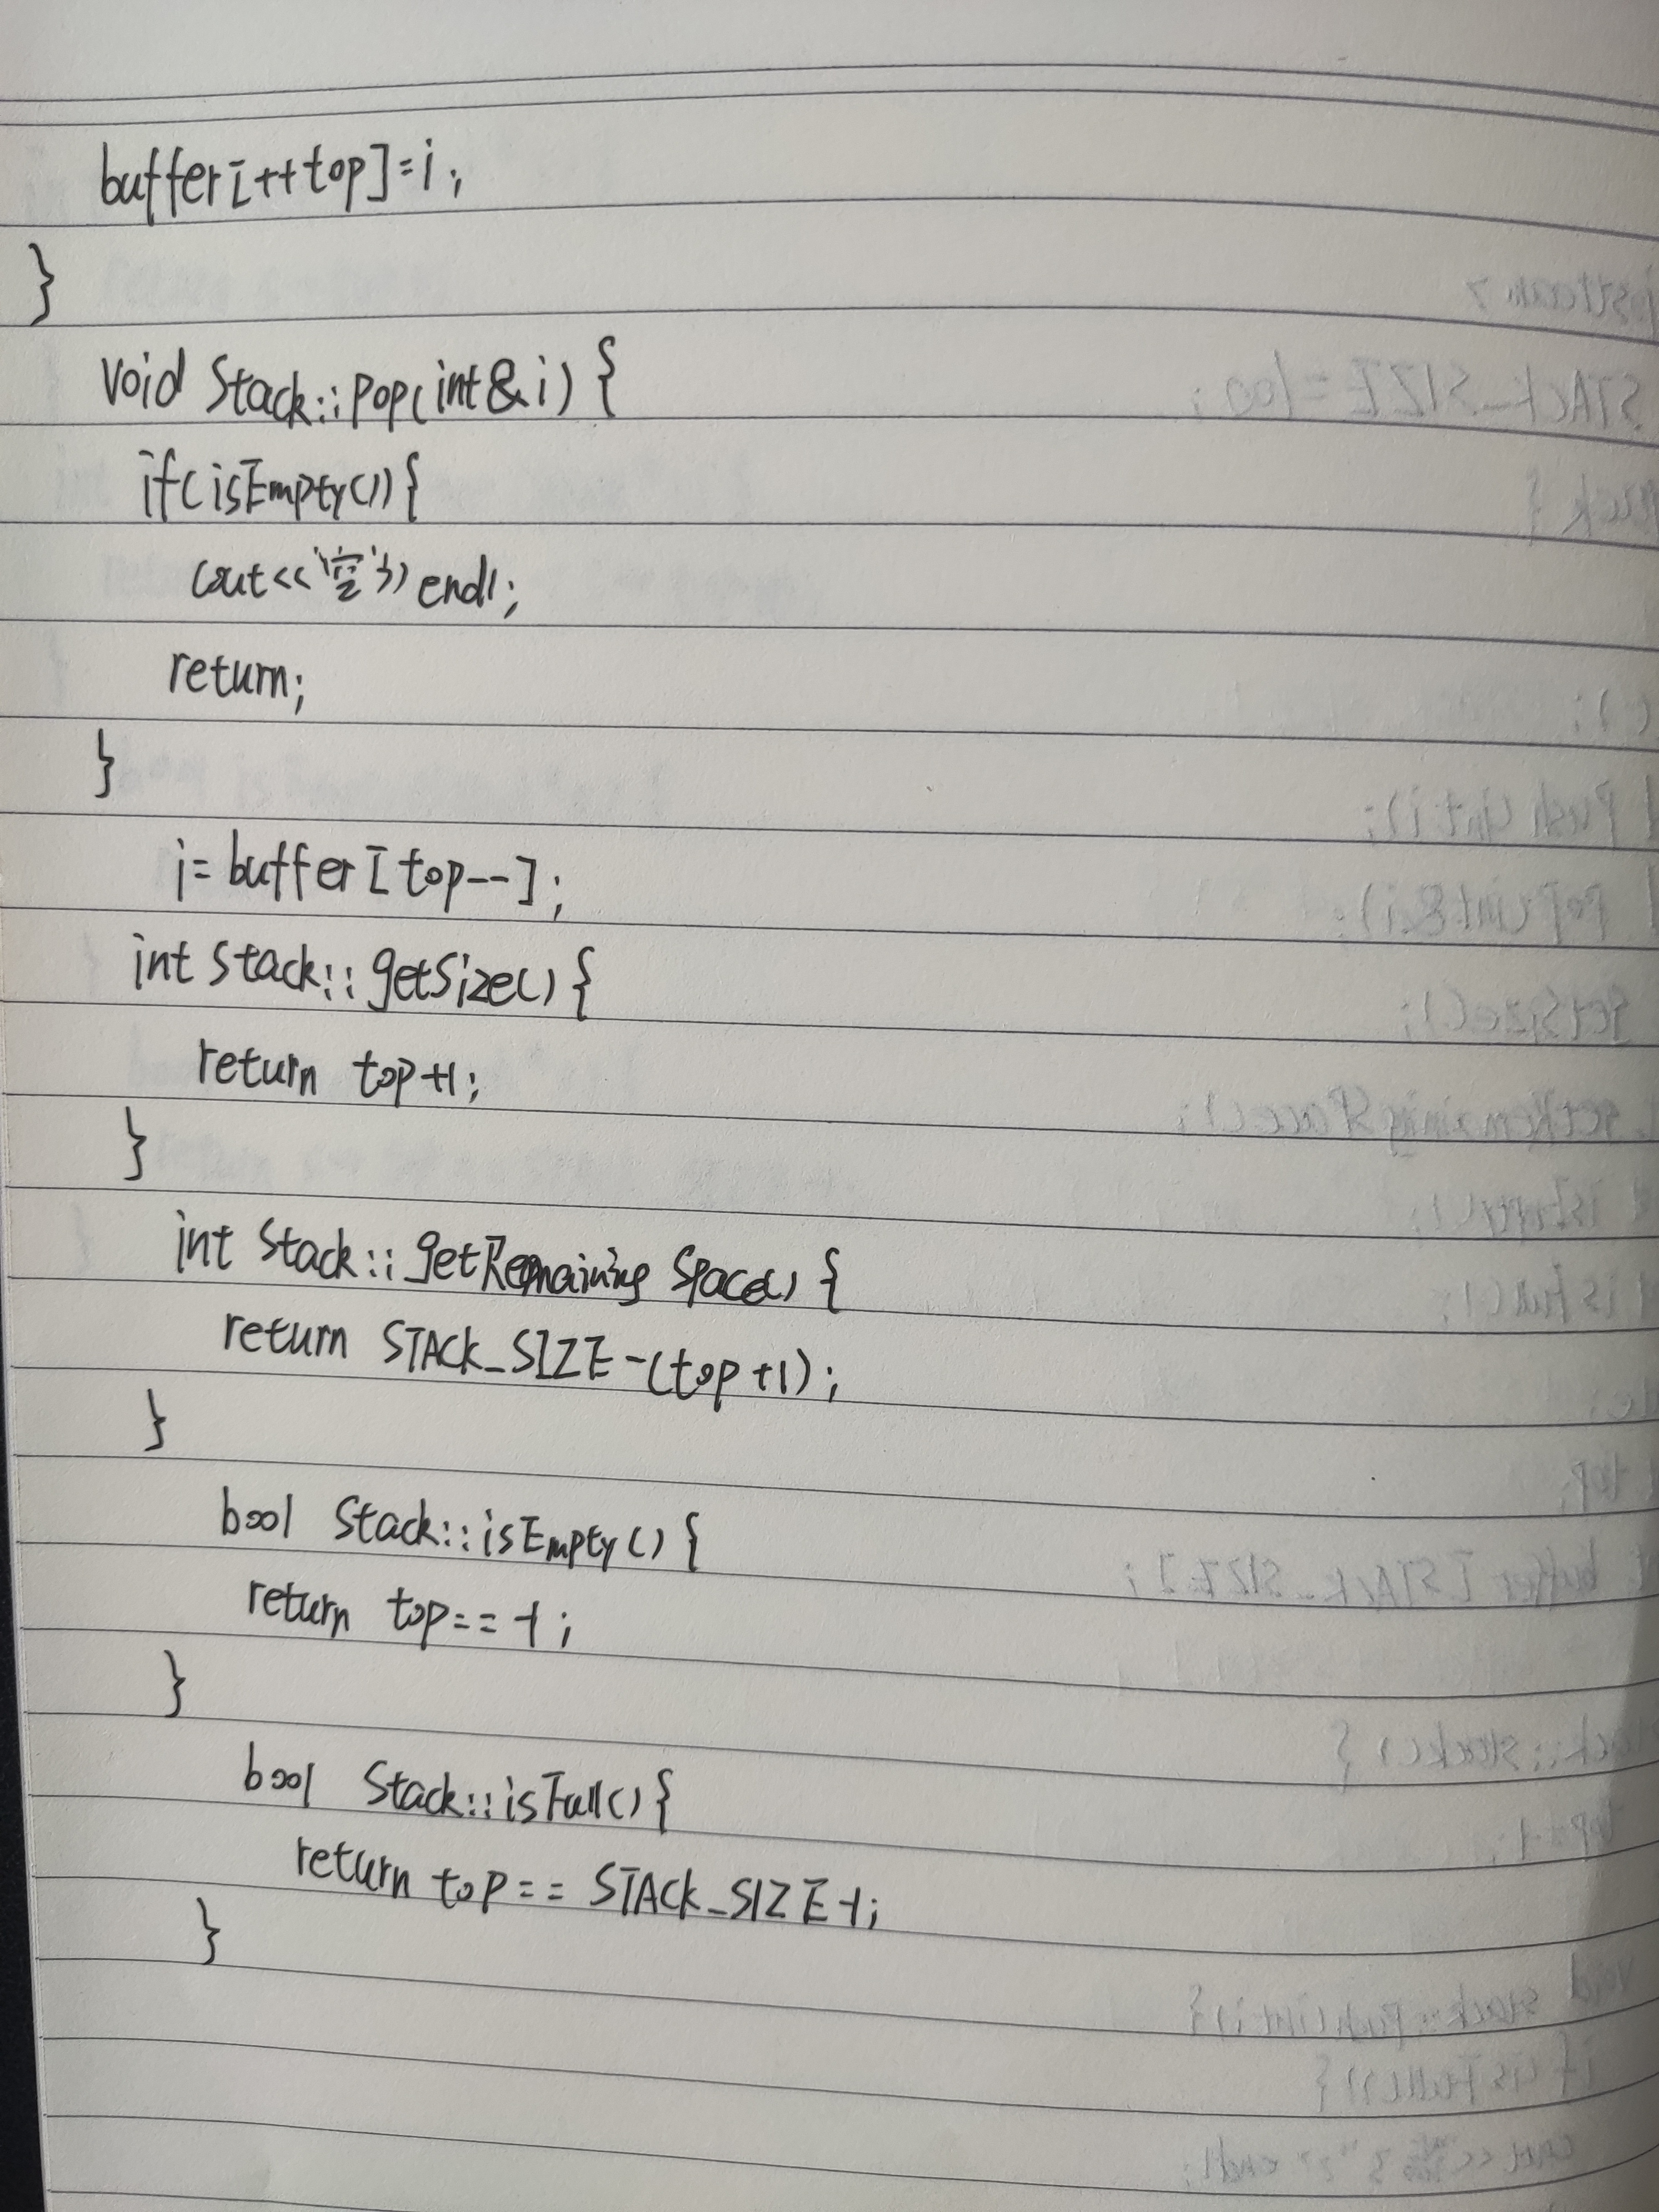 buffer[++top]=i;
}
void Stack::pop(int&i) {
if(isEmpty()){
cout<<"空">> endl;
return;
}
i=buffer[top--];
int Stack::getSize(){
return top+1;
}
int Stack::getRemaining Space() {
return STACK_SIZE-(top+1);
}
bool Stack::isEmpty() {
return top==-1;
}
bool Stack::isFull(){
return top==STACK_SIZE-1;
}